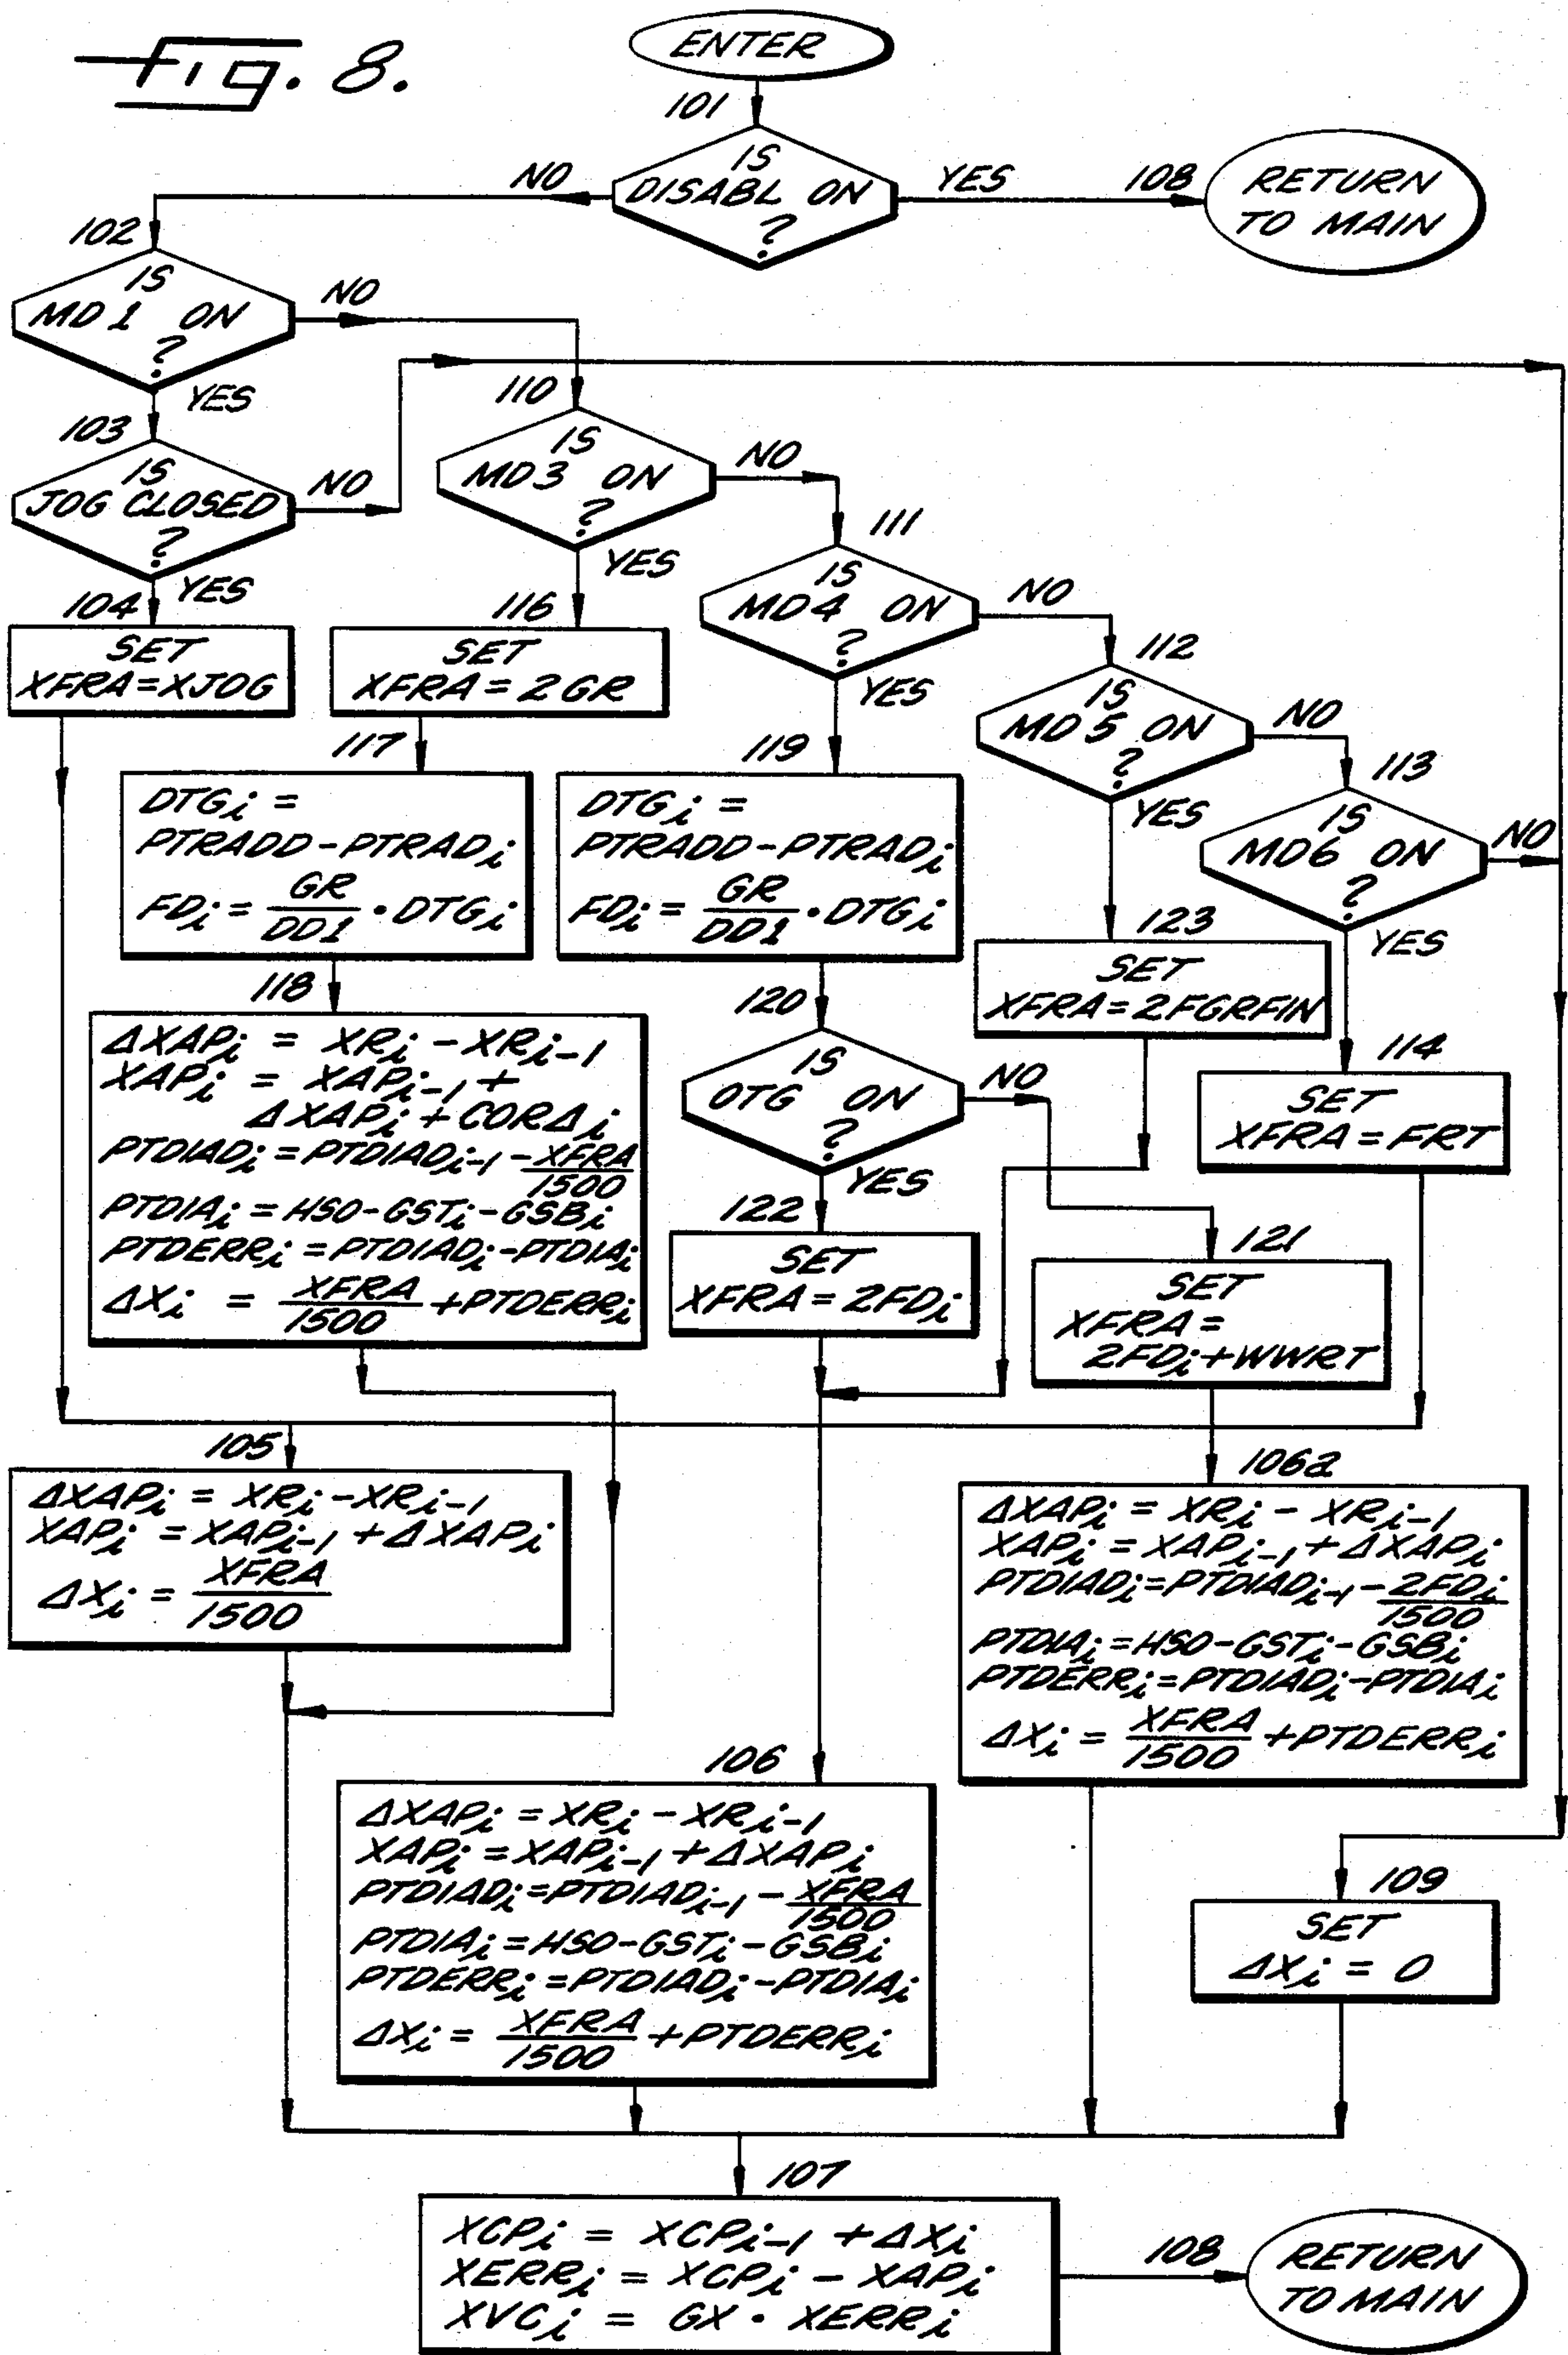 Fig. 8.
ENTER
101
IS
DISABL ON
?
NO
YES
108
RETURN
TO MAIN
102
IS
MD1 ON
?
NO
YES
103
IS
JOG CLOSED
?
NO
YES
110
IS
MD3 ON
?
NO
YES
111
IS
MD4 ON
?
NO
YES
112
IS
MD5 ON
?
NO
YES
113
IS
MD6 ON
?
NO
YES
104
SET
XFRA=XJOG
116
SET
XFRA = 2GR
117
DTGi =
PTRADD-PTRADi
FDi = GR/DD1 • DTGi
119
DTGi =
PTRADD-PTRADi
FDi = GR/DD1 • DTGi
123
SET
XFRA=2FGRFIN
114
SET
XFRA = FRT
118
ΔXAPi = XRi - XRi-1
XAPi = XAPi-1 +
ΔXAPi + CORΔi
PTDIADi = PTDIADi-1 - XFRA/1500
PTDIAi = HSO-GSTi-GSBi
PTDERRi = PTDIADi-PTDIAi
ΔXi = XFRA/1500 + PTDERRi
120
IS
OTG ON
?
NO
YES
122
SET
XFRA = 2FDi
121
SET
XFRA =
2FDi + WWRT
105
ΔXAPi = XRi - XRi-1
XAPi = XAPi-1 + ΔXAPi
ΔXi = XFRA/1500
106a
ΔXAPi = XRi - XRi-1
XAPi = XAPi-1 + ΔXAPi
PTDIADi = PTDIADi-1 - 2FDi/1500
PTDIAi = HSO-GSTi-GSBi
PTDERRi = PTDIADi-PTDIAi
ΔXi = XFRA/1500 + PTDERRi
106
ΔXAPi = XRi - XRi-1
XAPi = XAPi-1 + ΔXAPi
PTDIADi = PTDIADi-1 - XFRA/1500
PTDIAi = HSO-GSTi-GSBi
PTDERRi = PTDIADi-PTDIAi
ΔXi = XFRA/1500 + PTDERRi
109
SET
ΔXi = 0
107
XCPi = XCPi-1 + ΔXi
XERRi = XCPi - XAPi
XVCi = GX • XERRi
108
RETURN
TO MAIN